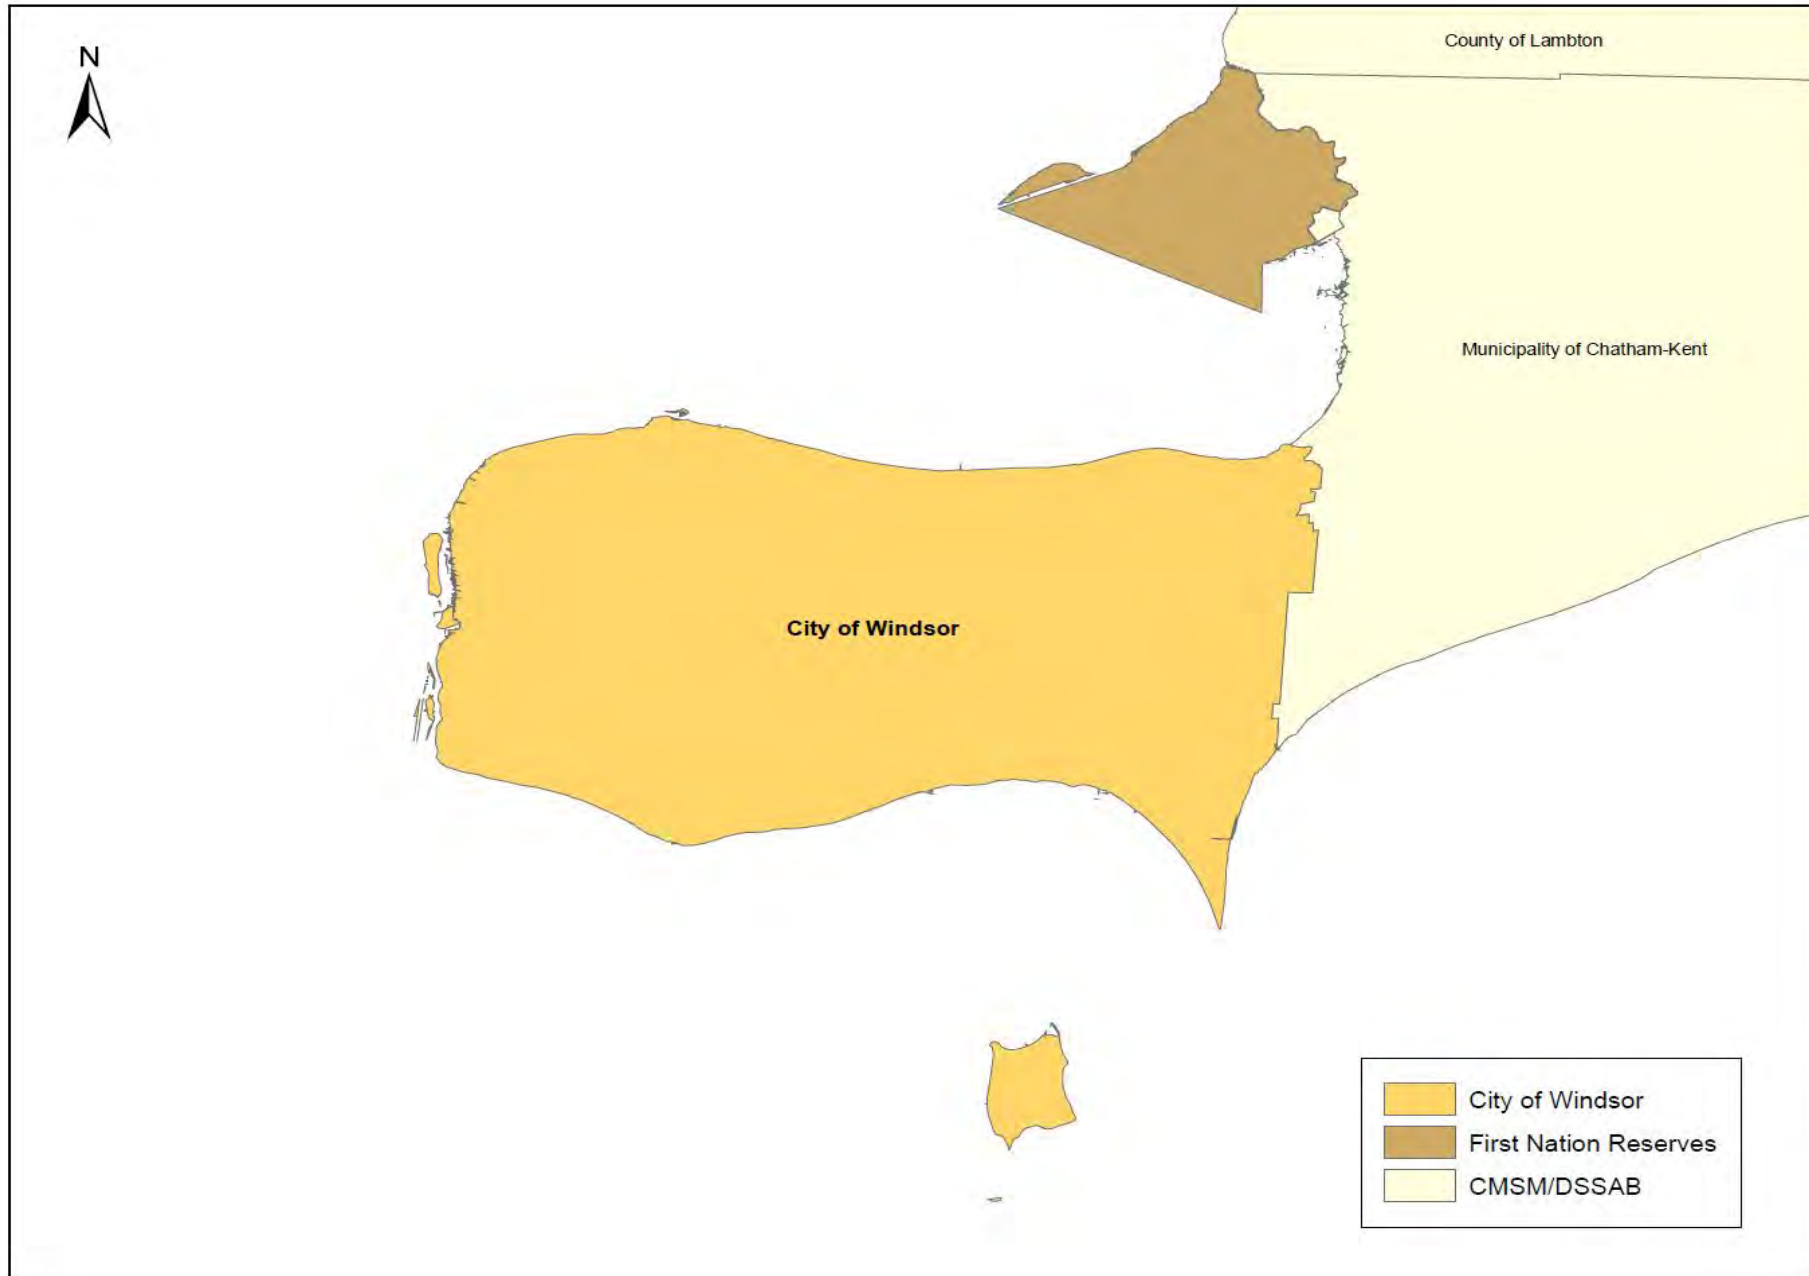 N
County of Lambton
Municipality of Chatham-Kent
City of Windsor
City of Windsor
First Nation Reserves
CMSM/DSSAB